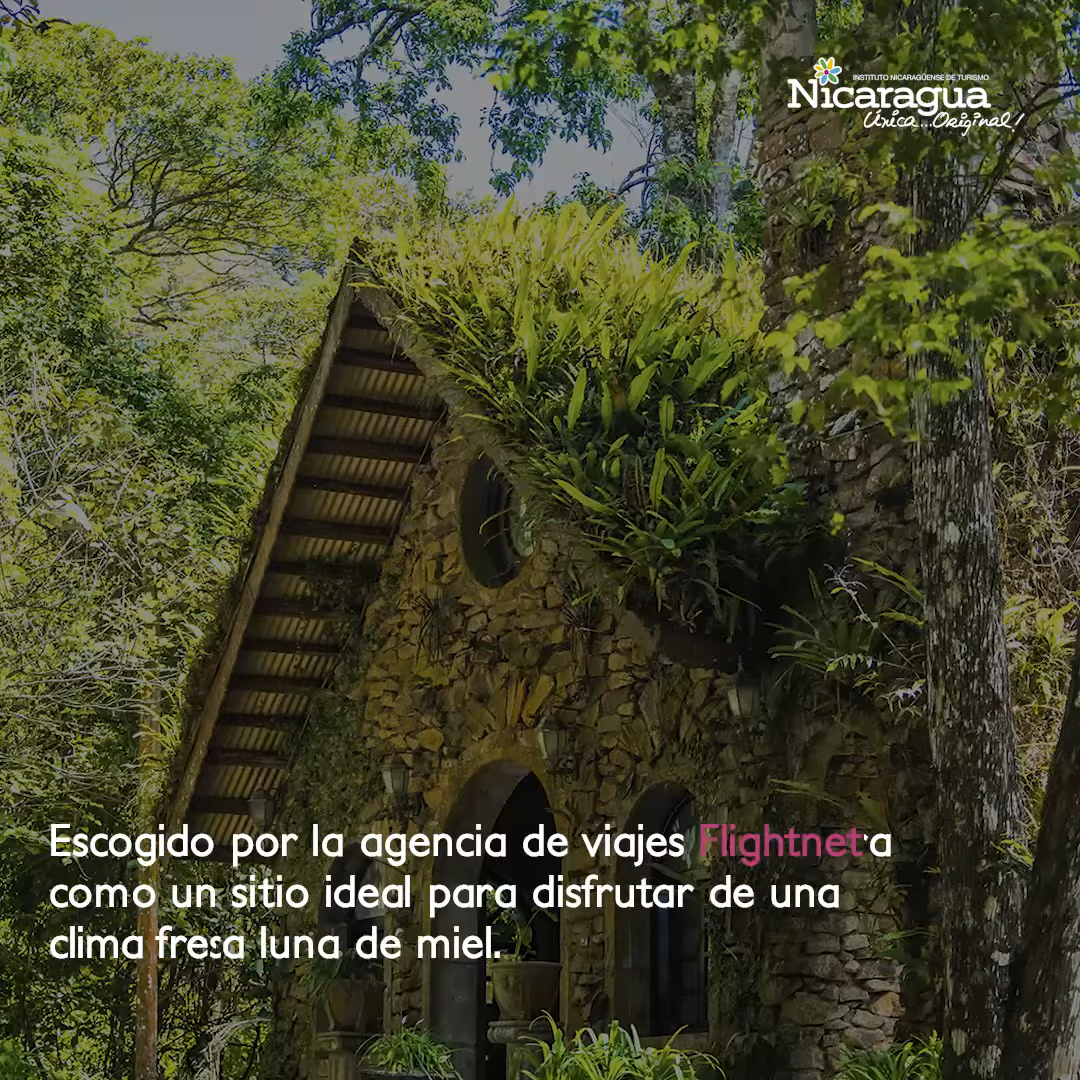 INSTITUTO NICARAGÜENSE DE TURISMO
Nicaragua
Única...Original!
Escogido por la agencia de viajes Flightnet a
como un sitio ideal para disfrutar de una
clima fresa luna de miel.